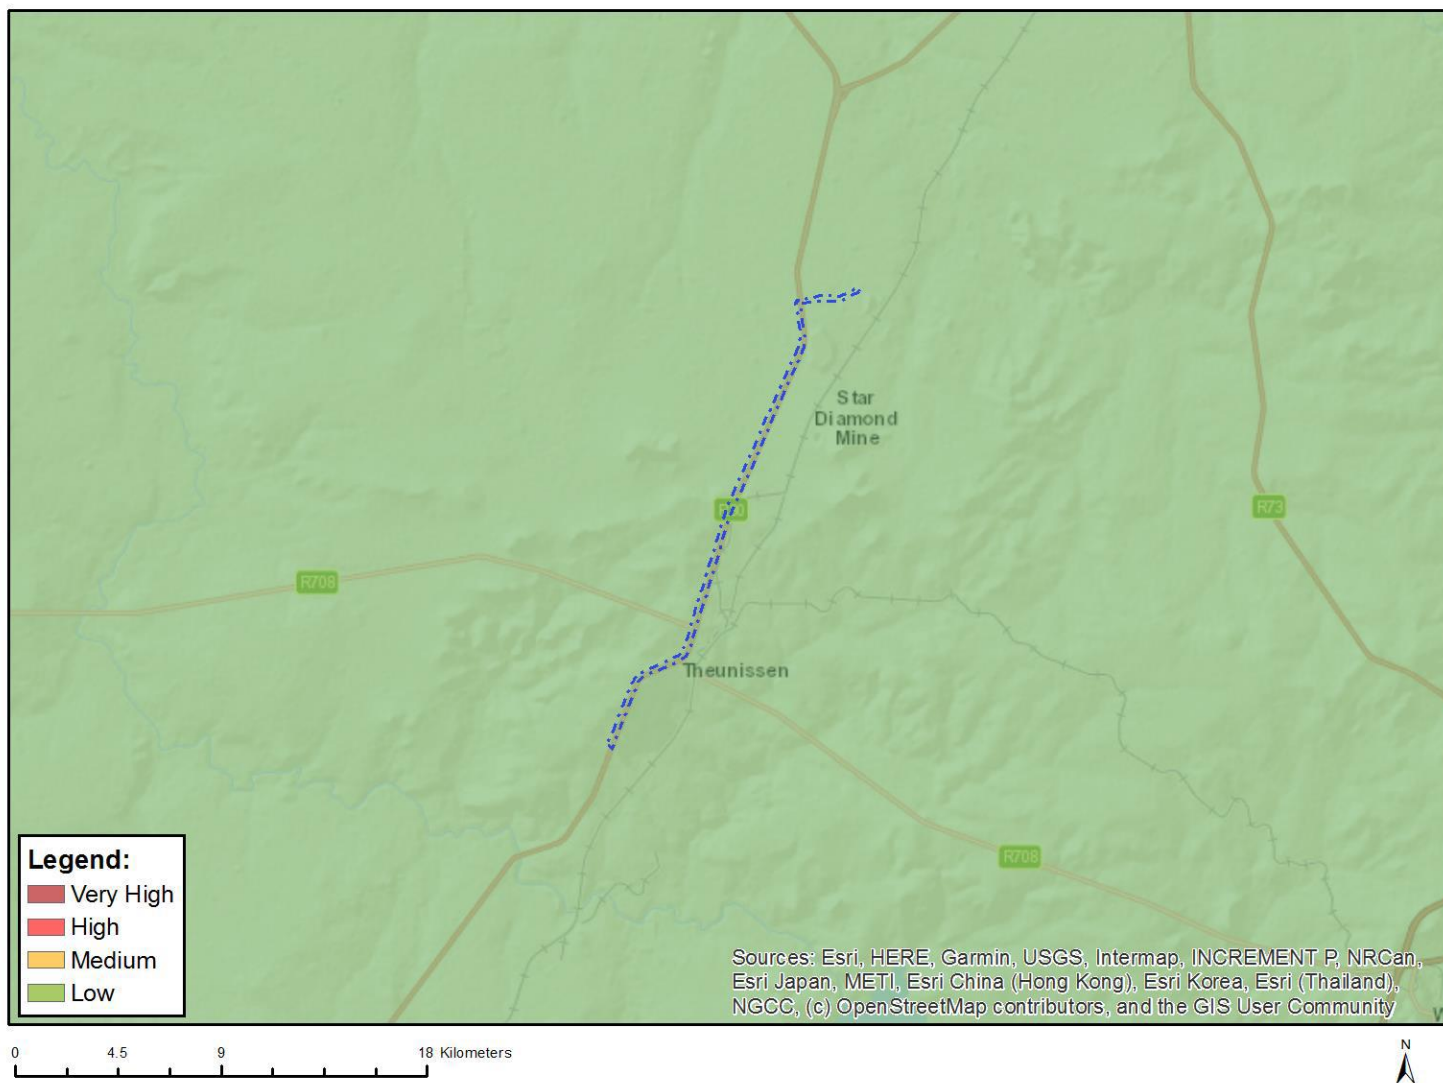 Star
Diamond
Mine
R73
R708
Theunissen
R708
Legend:
Very High
High
Medium
Low
Sources: Esri, HERE, Garmin, USGS, Intermap, INCREMENT P, NRCan,
Esri Japan, METI, Esri China (Hong Kong), Esri Korea, Esri (Thailand),
NGCC, (c) OpenStreetMap contributors, and the GIS User Community
W
0 4.5 9 18 Kilometers
N